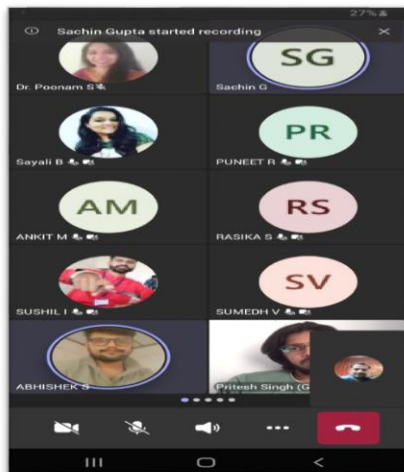 27%
Sachin Gupta started recording
SG
Dr. Poonam S
Sachin G
PR
Sayali B
PUNEET R
AM
RS
ANKIT M
RASIKA S
SV
SUSHIL I
SUMEDH V
ABHISHEK S
Pritesh Singh (G